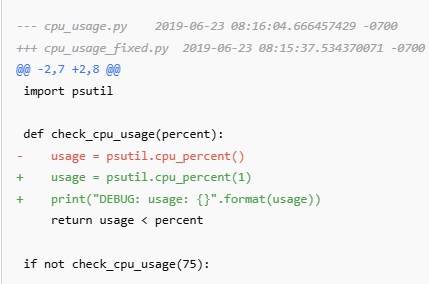 --- cpu_usage.py    2019-06-23 08:16:04.666457429 -0700
+++ cpu_usage_fixed.py  2019-06-23 08:15:37.534370071 -0700
@@ -2,7 +2,8 @@
 import psutil

 def check_cpu_usage(percent):
-    usage = psutil.cpu_percent()
+    usage = psutil.cpu_percent(1)
+    print("DEBUG: usage: {}".format(usage))
     return usage < percent

 if not check_cpu_usage(75):